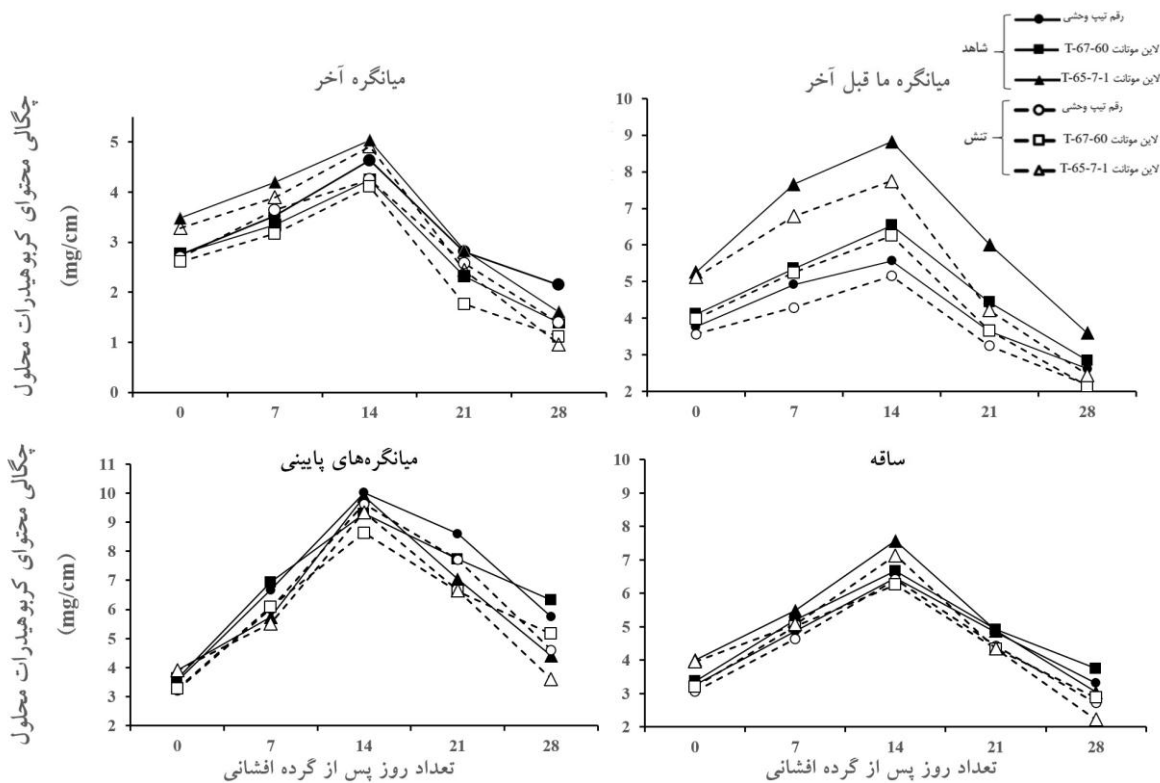 رقم تیپ وحشی
لاین موتانت T-67-60
لاین موتانت T-65-7-1
شاهد
رقم تیپ وحشی
لاین موتانت T-67-60
لاین موتانت T-65-7-1
تنش
میانگره ما قبل آخر
10
9
8
7
6
5
4
3
2
0 7 14 21 28
میانگره آخر
چگالی محتوای کربوهیدرات محلول
(mg/cm)
5
4
3
2
1
0
0 7 14 21 28
ساقه
10
9
8
7
6
5
4
3
2
0 7 14 21 28
تعداد روز پس از گرده افشانی
میانگره‌های پایینی
چگالی محتوای کربوهیدرات محلول
(mg/cm)
11
10
9
8
7
6
5
4
3
2
0 7 14 21 28
تعداد روز پس از گرده افشانی